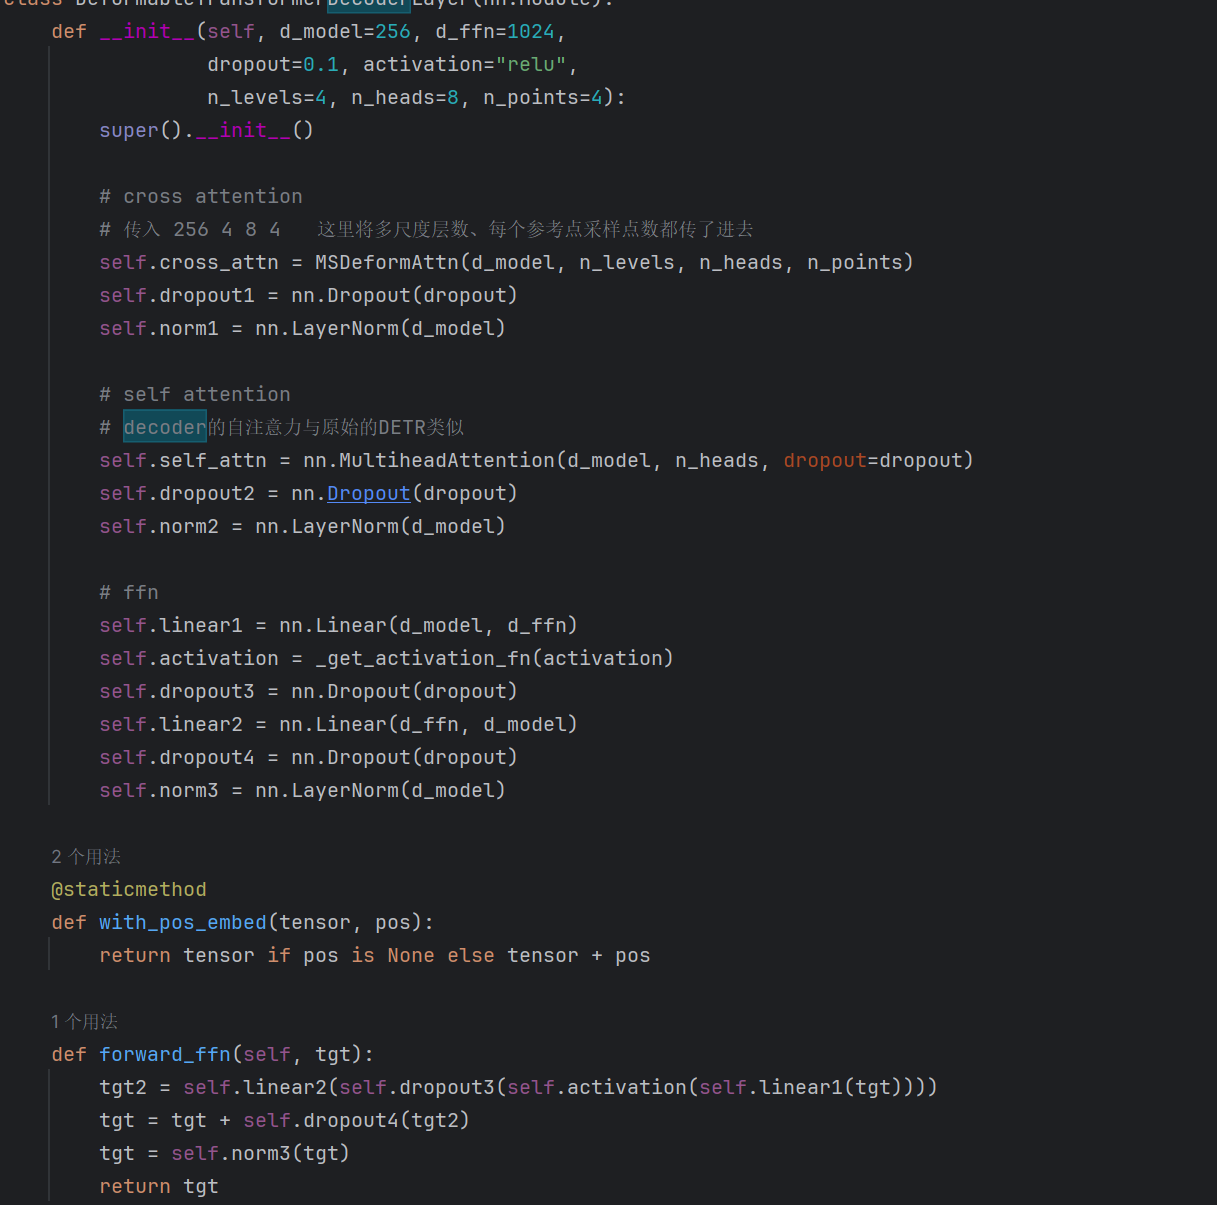 class DeformableTransformerDecoderLayer(nn.Module):
    def __init__(self, d_model=256, d_ffn=1024,
                 dropout=0.1, activation="relu",
                 n_levels=4, n_heads=8, n_points=4):
        super().__init__()

        # cross attention
        # 传入 256 4 8 4   这里将多尺度层数、每个参考点采样点数都传了进去
        self.cross_attn = MSDeformAttn(d_model, n_levels, n_heads, n_points)
        self.dropout1 = nn.Dropout(dropout)
        self.norm1 = nn.LayerNorm(d_model)

        # self attention
        # decoder的自注意力与原始的DETR类似
        self.self_attn = nn.MultiheadAttention(d_model, n_heads, dropout=dropout)
        self.dropout2 = nn.Dropout(dropout)
        self.norm2 = nn.LayerNorm(d_model)

        # ffn
        self.linear1 = nn.Linear(d_model, d_ffn)
        self.activation = _get_activation_fn(activation)
        self.dropout3 = nn.Dropout(dropout)
        self.linear2 = nn.Linear(d_ffn, d_model)
        self.dropout4 = nn.Dropout(dropout)
        self.norm3 = nn.LayerNorm(d_model)

    2 个用法
    @staticmethod
    def with_pos_embed(tensor, pos):
        return tensor if pos is None else tensor + pos

    1 个用法
    def forward_ffn(self, tgt):
        tgt2 = self.linear2(self.dropout3(self.activation(self.linear1(tgt))))
        tgt = tgt + self.dropout4(tgt2)
        tgt = self.norm3(tgt)
        return tgt